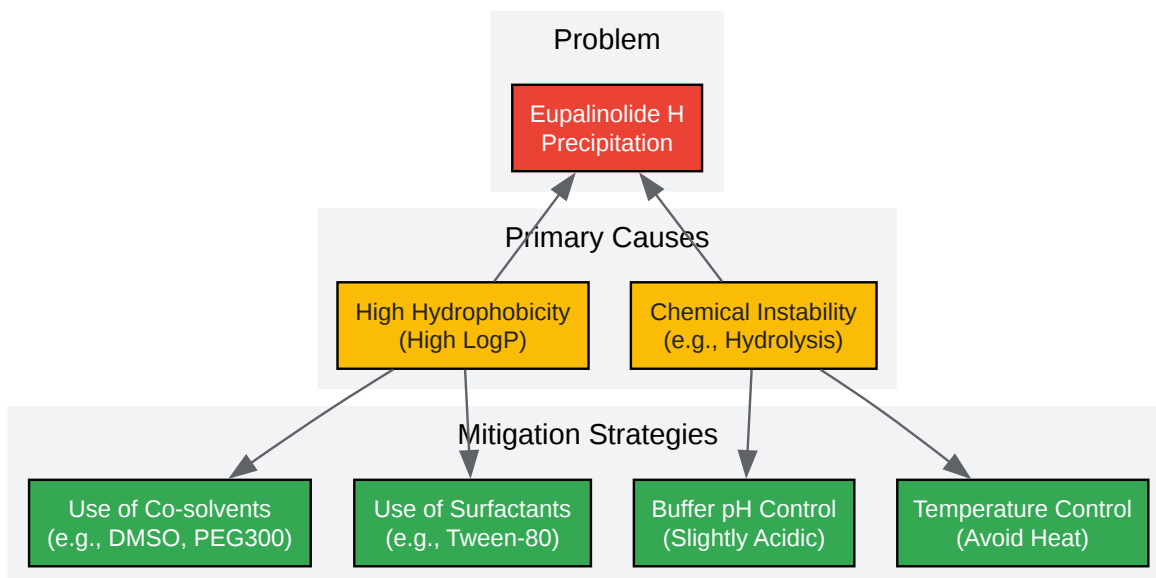 Problem
Eupalinolide H
Precipitation
Primary Causes
High Hydrophobicity
(High LogP)
Chemical Instability
(e.g., Hydrolysis)
Mitigation Strategies
Use of Co-solvents
(e.g., DMSO, PEG300)
Use of Surfactants
(e.g., Tween-80)
Buffer pH Control
(Slightly Acidic)
Temperature Control
(Avoid Heat)